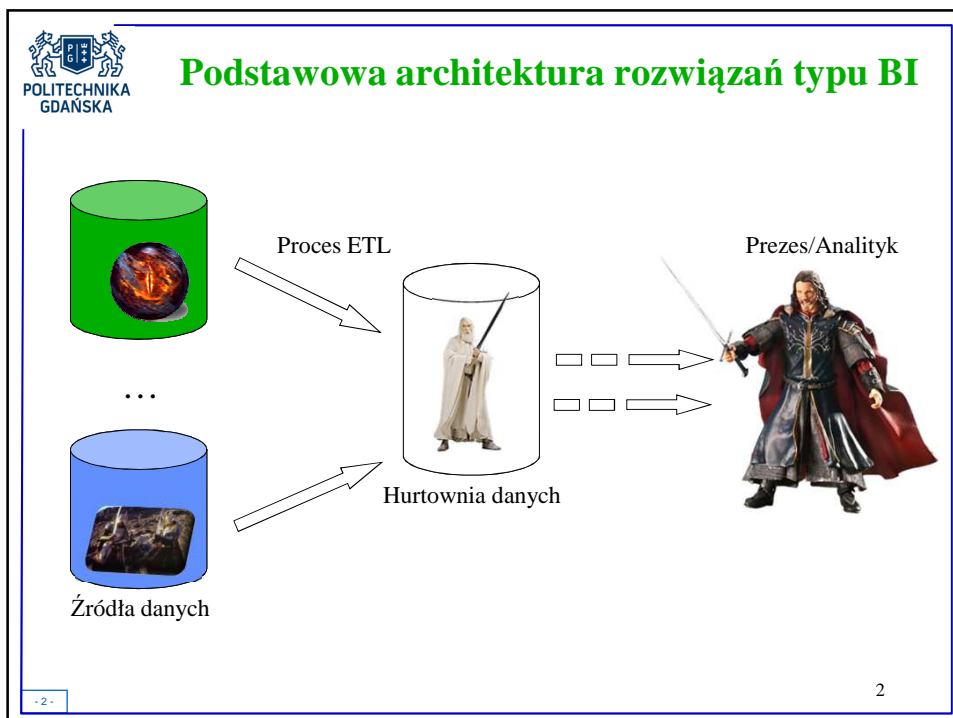 POLITECHNIKA
GDAŃSKA
Podstawowa architektura rozwiązań typu BI
Proces ETL
Prezes/Analityk
...
Hurtownia danych
Źródła danych
- 2 -
2